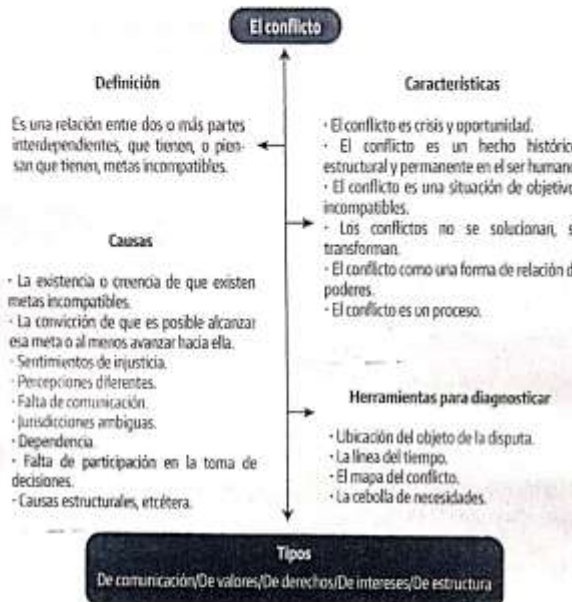 El conflicto
Definición
Es una relación entre dos o más partes
interdependientes, que tienen, o pien-
san que tienen, metas incompatibles.
Causas
· La existencia o creencia de que existen
metas incompatibles.
· La convicción de que es posible alcanzar
esa meta o al menos avanzar hacia ella.
· Sentimientos de injusticia.
· Percepciones diferentes.
· Falta de comunicación.
· Jurisdicciones ambiguas.
· Dependencia.
· Falta de participación en la toma de
decisiones.
· Causas estructurales, etcétera.
Características
· El conflicto es crisis y oportunidad.
· El conflicto es un hecho histórico
estructural y permanente en el ser humano
· El conflicto es una situación de objetivo
incompatibles.
· Los conflictos no se solucionan, s
transforman.
· El conflicto como una forma de relación d
poderes.
· El conflicto es un proceso.
Herramientas para diagnosticar
· Ubicación del objeto de la disputa.
· La línea del tiempo.
· El mapa del conflicto.
· La cebolla de necesidades.
Tipos
De comunicación/De valores/De derechos/De intereses/De estructura